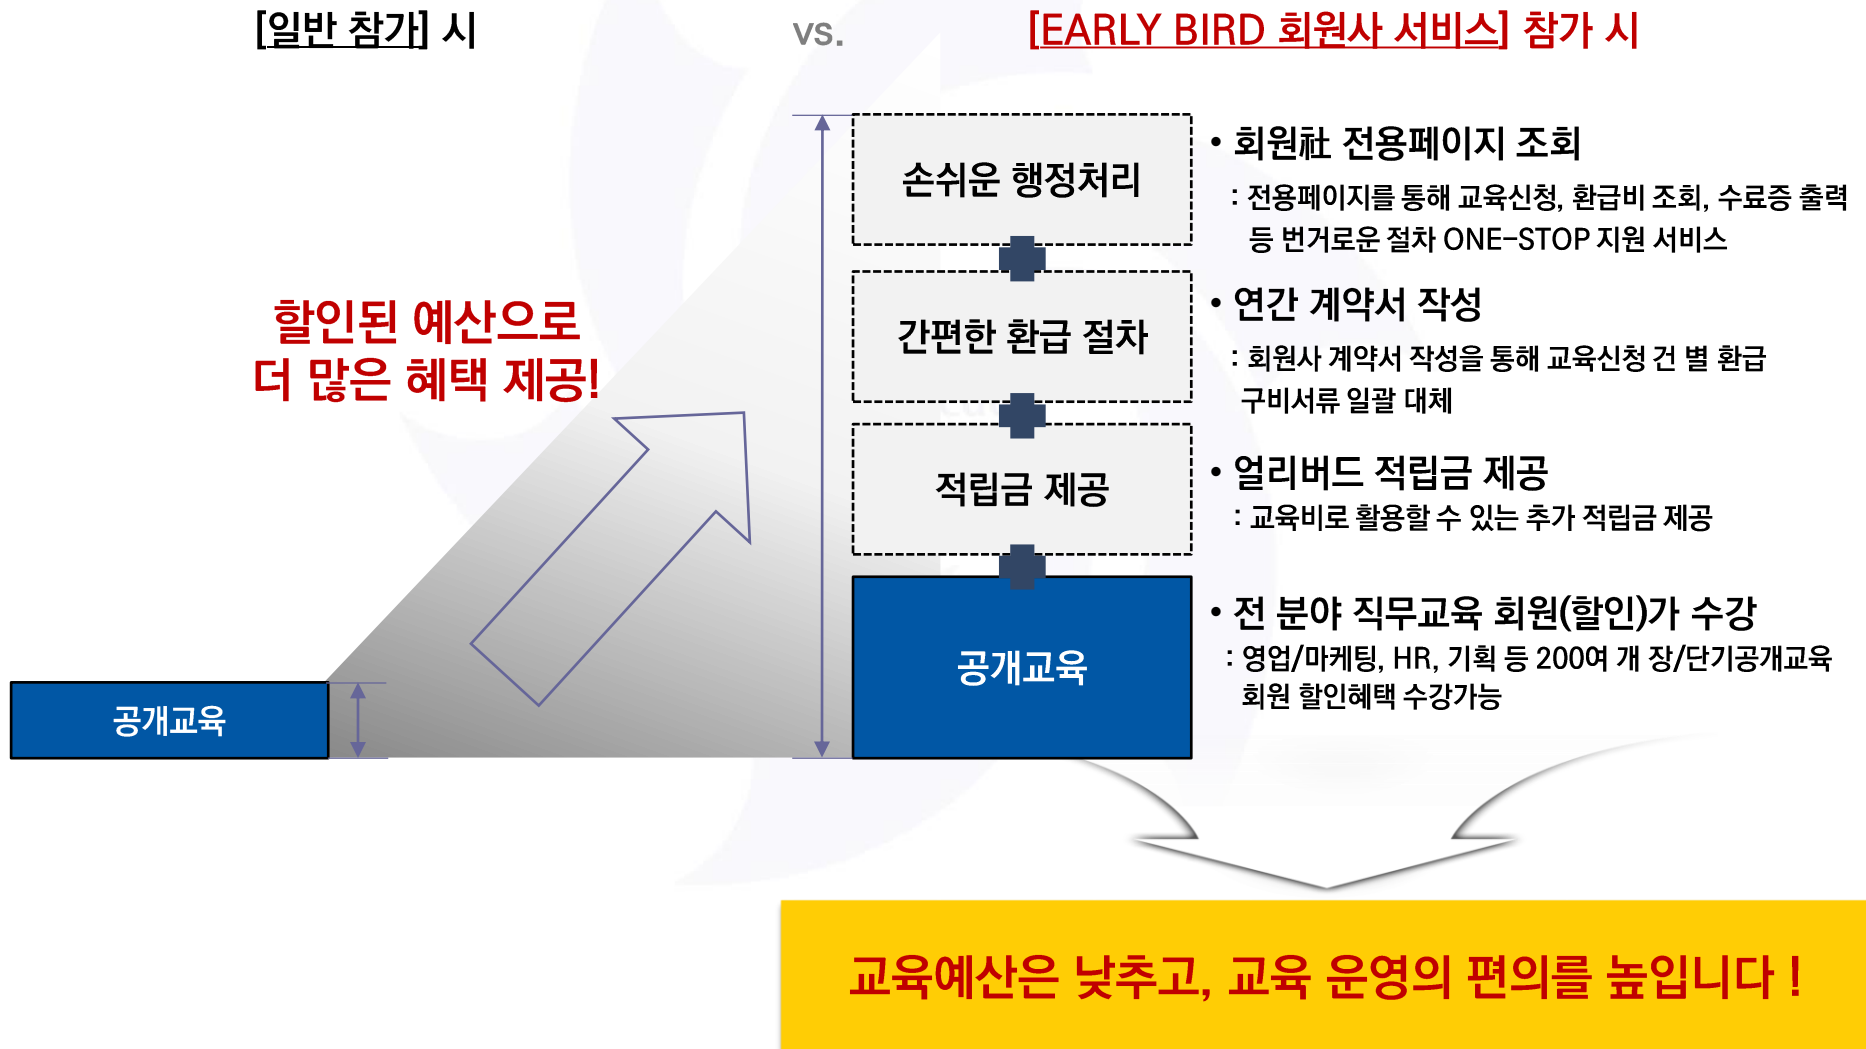 [일반 참가] 시
vs.
[EARLY BIRD 회원사 서비스] 참가 시
할인된 예산으로
더 많은 혜택 제공!
공개교육
손쉬운 행정처리
간편한 환급 절차
적립금 제공
공개교육
• 회원社 전용페이지 조회
: 전용페이지를 통해 교육신청, 환급비 조회, 수료증 출력
등 번거로운 절차 ONE-STOP 지원 서비스
• 연간 계약서 작성
: 회원사 계약서 작성을 통해 교육신청 건 별 환급
구비서류 일괄 대체
• 얼리버드 적립금 제공
: 교육비로 활용할 수 있는 추가 적립금 제공
• 전 분야 직무교육 회원(할인)가 수강
: 영업/마케팅, HR, 기획 등 200여 개 장/단기공개교육
회원 할인혜택 수강가능
교육예산은 낮추고, 교육 운영의 편의를 높입니다 !